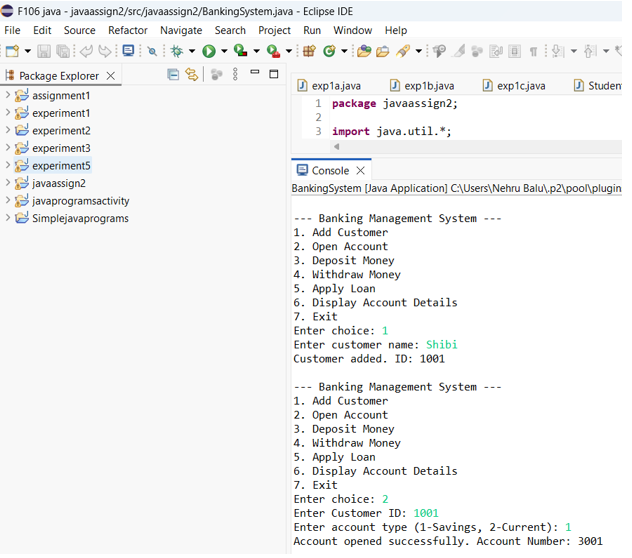 F106 java - javaassign2/src/javaassign2/BankingSystem.java - Eclipse IDE
File Edit Source Refactor Navigate Search Project Run Window Help
Package Explorer
assignment1
experiment1
experiment2
experiment3
experiment5
javaassign2
javaprogramsactivity
Simplejavaprograms
exp1a.java exp1b.java exp1c.java Studen
1 package javaassign2;
2
3 import java.util.*;
Console
BankingSystem [Java Application] C:\Users\Nehru Balu\.p2\pool\plugin
--- Banking Management System ---
1. Add Customer
2. Open Account
3. Deposit Money
4. Withdraw Money
5. Apply Loan
6. Display Account Details
7. Exit
Enter choice: 1
Enter customer name: Shibi
Customer added. ID: 1001
--- Banking Management System ---
1. Add Customer
2. Open Account
3. Deposit Money
4. Withdraw Money
5. Apply Loan
6. Display Account Details
7. Exit
Enter choice: 2
Enter Customer ID: 1001
Enter account type (1-Savings, 2-Current): 1
Account opened successfully. Account Number: 3001